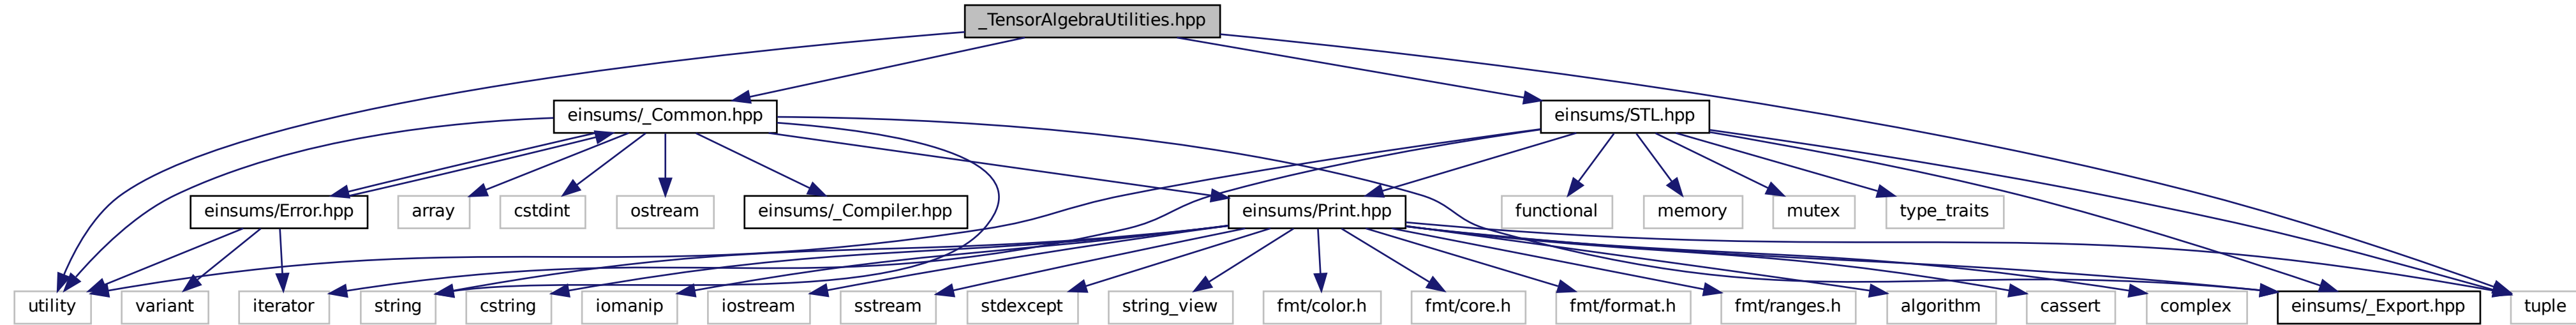 _TensorAlgebraUtilities.hpp
einsums/_Common.hpp
einsums/STL.hpp
einsums/Error.hpp
array
cstdint
ostream
einsums/_Compiler.hpp
einsums/Print.hpp
functional
memory
mutex
type_traits
utility
variant
iterator
string
cstring
iomanip
iostream
sstream
stdexcept
string_view
fmt/color.h
fmt/core.h
fmt/format.h
fmt/ranges.h
algorithm
cassert
complex
einsums/_Export.hpp
tuple